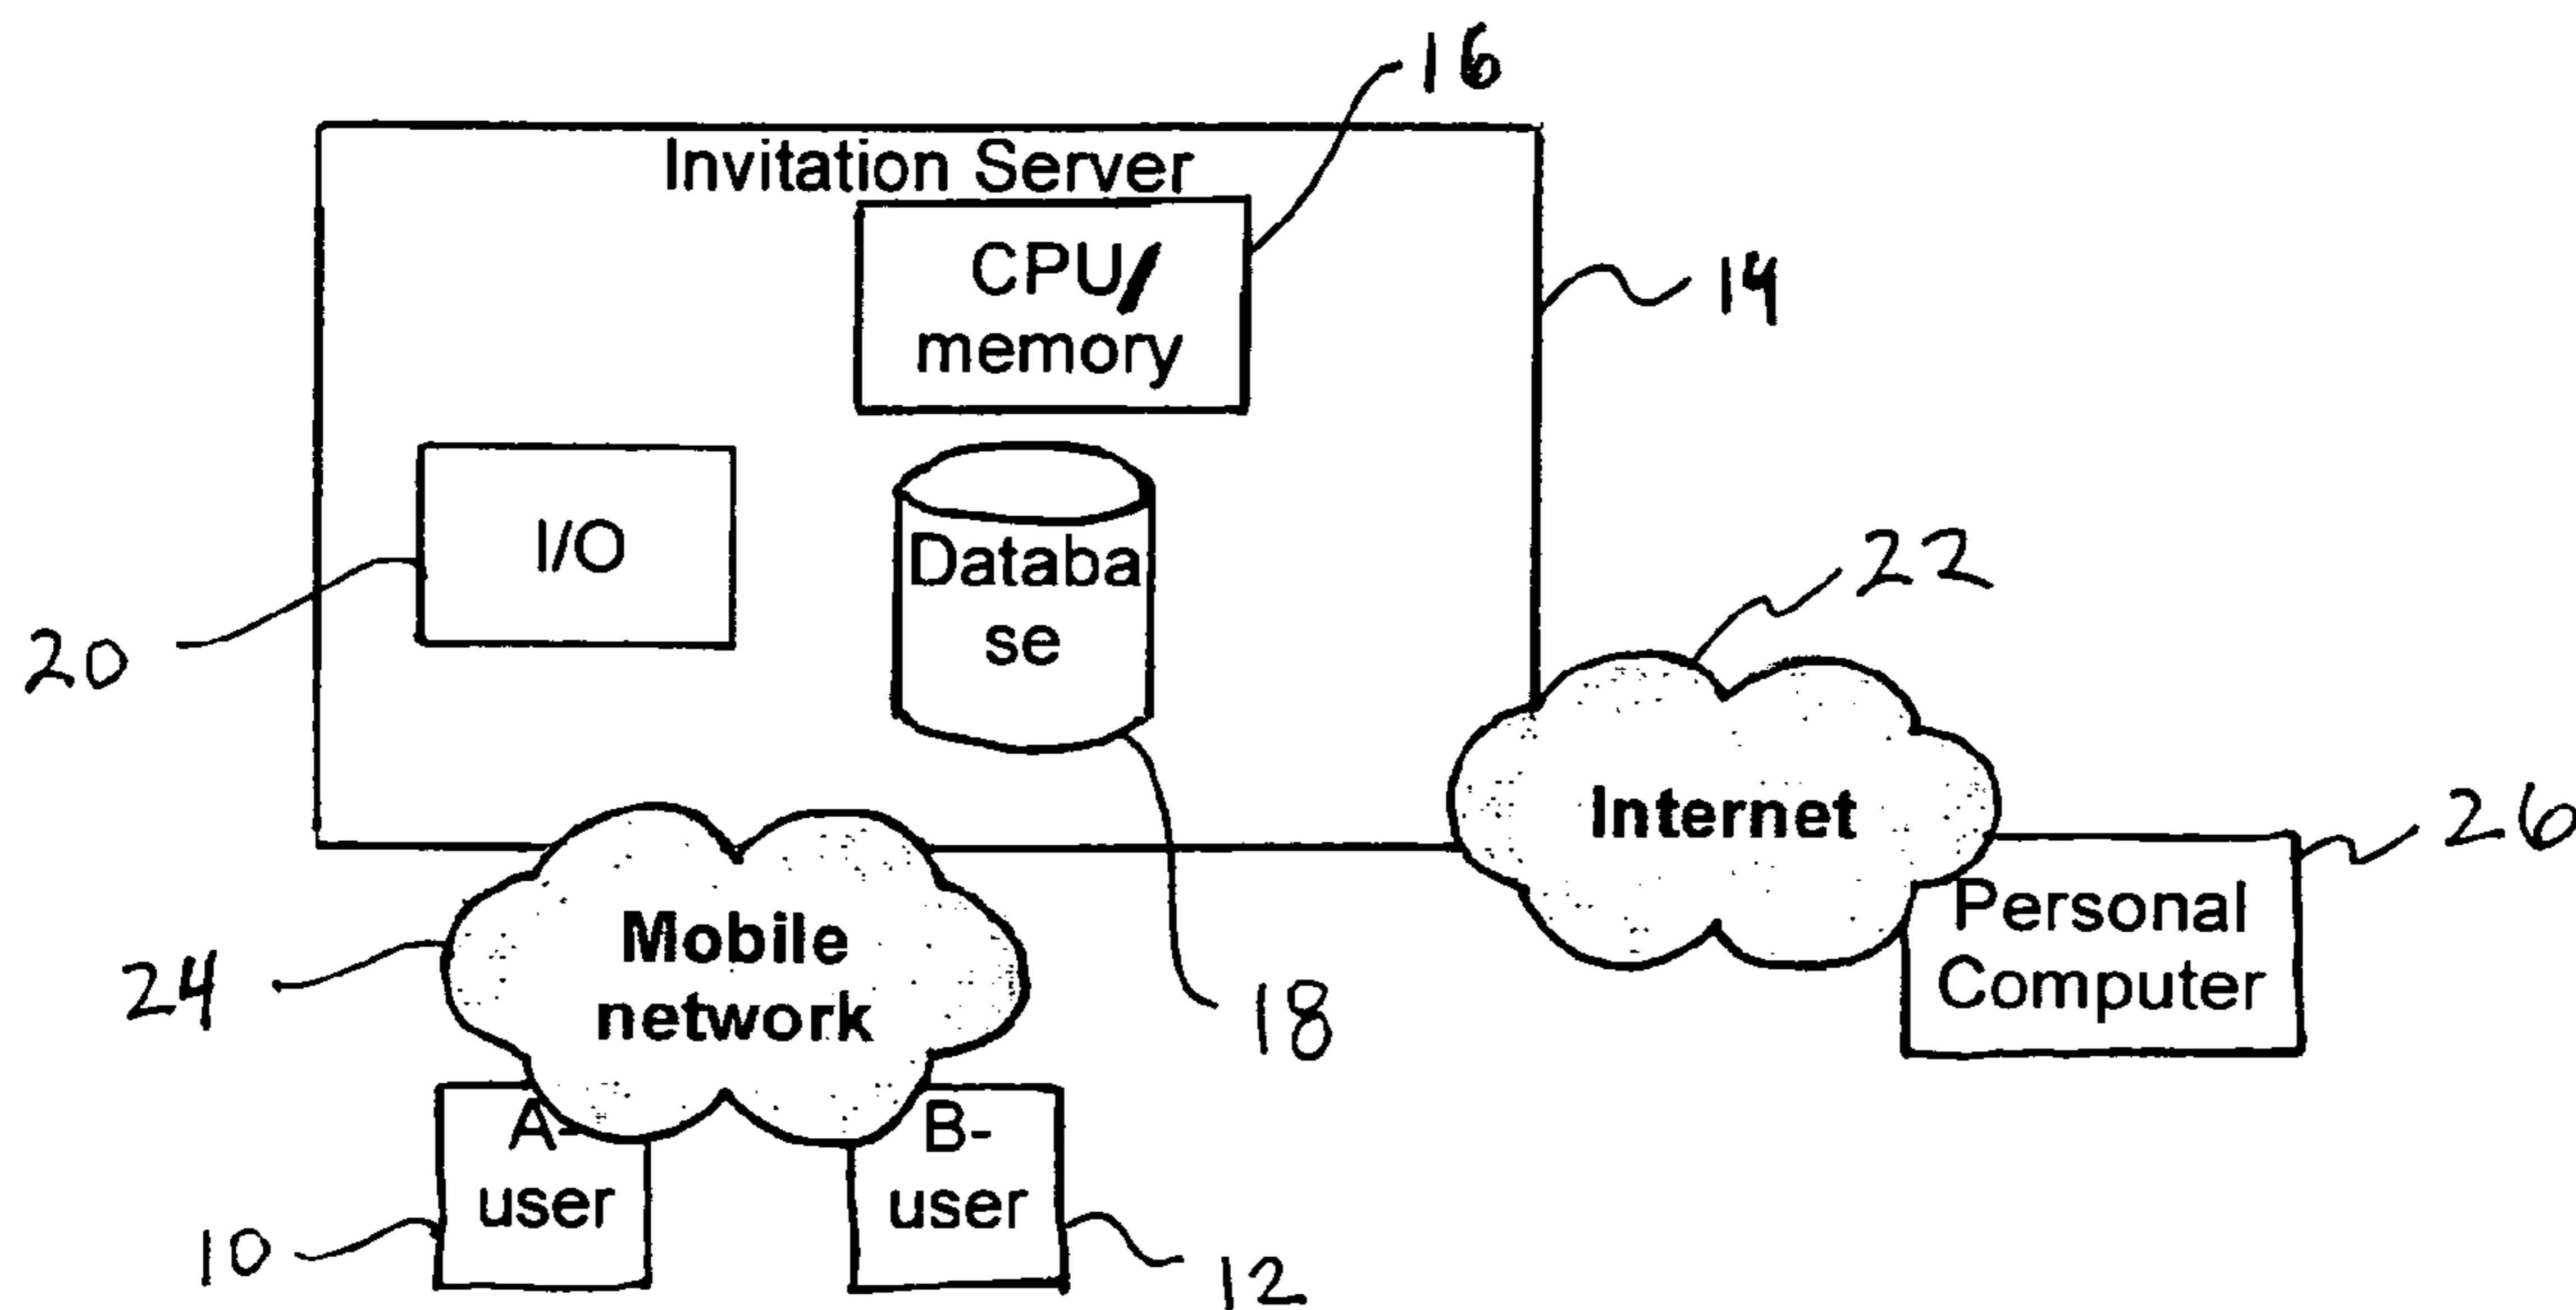 16
Invitation Server
CPU/
memory
14
I/O
Databa
se
22
20
Internet
26
Personal
Computer
Mobile
network
24
18
A-
user
B-
user
10
12